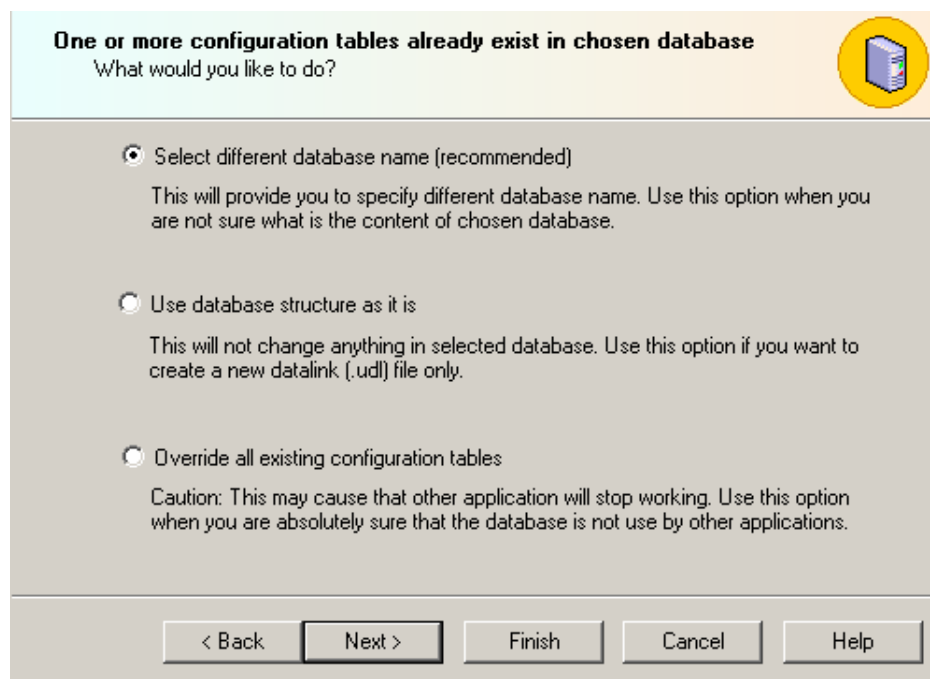 One or more configuration tables already exist in chosen database
What would you like to do?
Select different database name (recommended)
This will provide you to specify different database name. Use this option when you
are not sure what is the content of chosen database.
Use database structure as it is
This will not change anything in selected database. Use this option if you want to
create a new datalink (.udl) file only.
Override all existing configuration tables
Caution: This may cause that other application will stop working. Use this option
when you are absolutely sure that the database is not use by other applications.
< Back Next > Finish Cancel Help